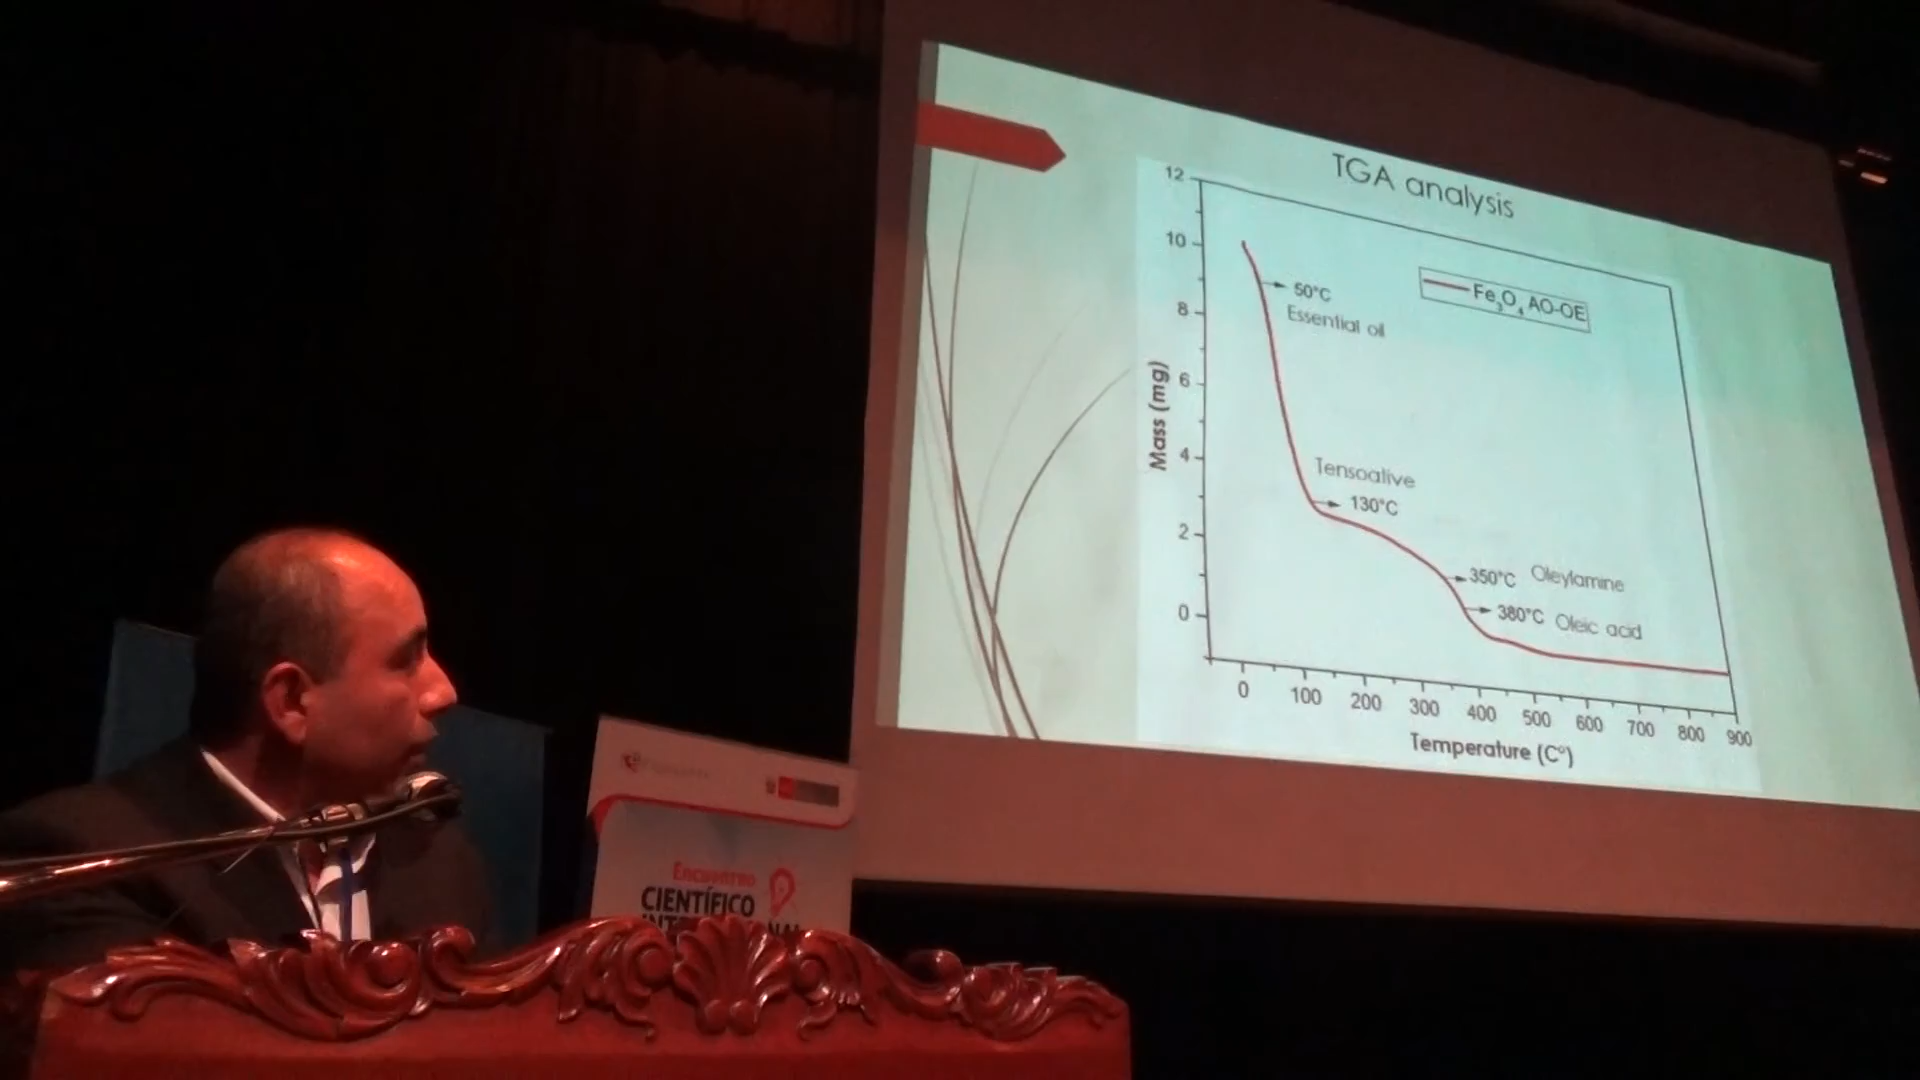 TGA analysis
12
10
8
6
4
2
0
Mass (mg)
50°C
Essential oil
Fe3O4 AO-OE
Tensoative
130°C
350°C Oleylamine
380°C Oleic acid
0 100 200 300 400 500 600 700 800 900
Temperature (C°)
ENCUENTRO
CIENTÍFICO